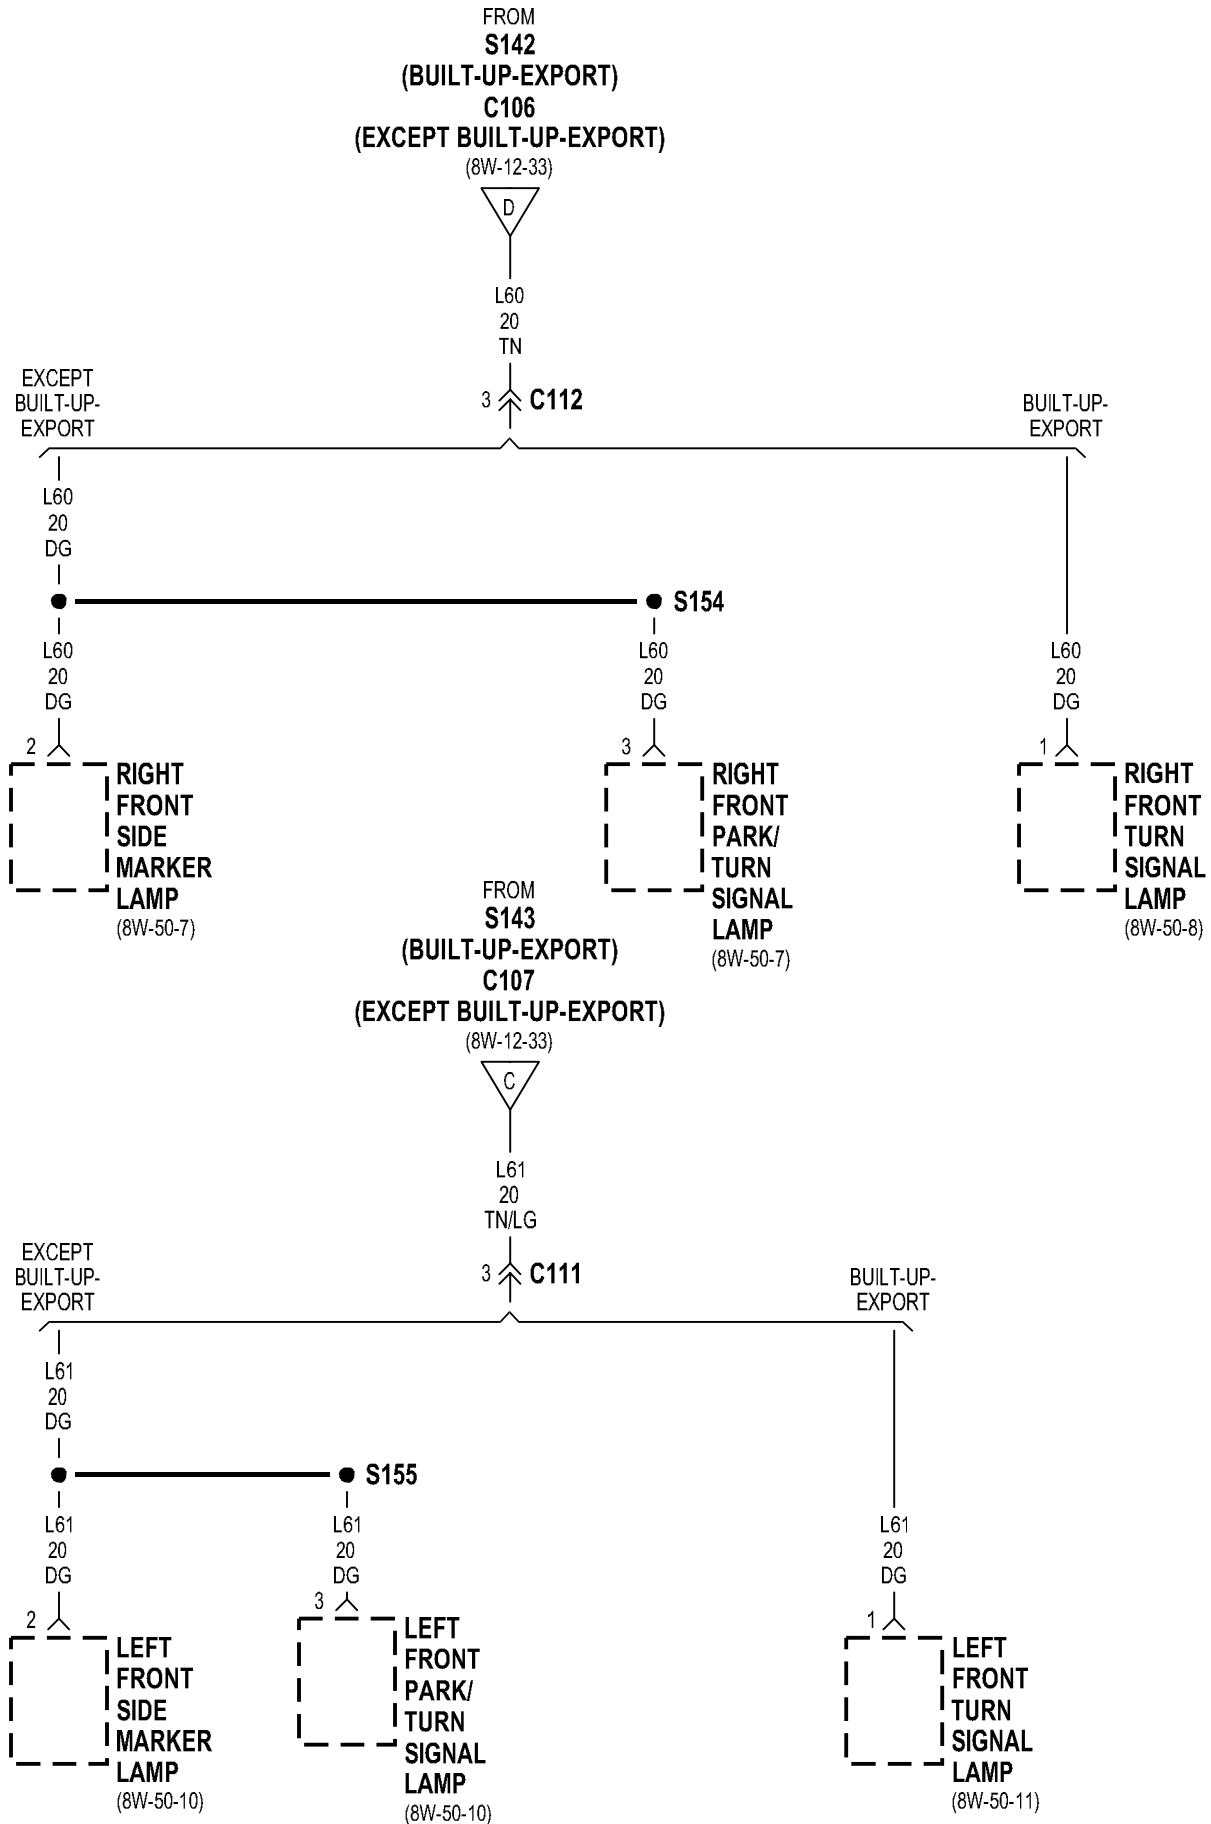 FROM
S142
(BUILT-UP-EXPORT)
C106
(EXCEPT BUILT-UP-EXPORT)
(8W-12-33)
D
L60
20
TN
3 C112
EXCEPT
BUILT-UP-
EXPORT
BUILT-UP-
EXPORT
L60
20
DG
S154
L60
20
DG
2
RIGHT
FRONT
SIDE
MARKER
LAMP
(8W-50-7)
L60
20
DG
3
RIGHT
FRONT
PARK/
TURN
SIGNAL
LAMP
(8W-50-7)
L60
20
DG
1
RIGHT
FRONT
TURN
SIGNAL
LAMP
(8W-50-8)
FROM
S143
(BUILT-UP-EXPORT)
C107
(EXCEPT BUILT-UP-EXPORT)
(8W-12-33)
C
L61
20
TN/LG
3 C111
EXCEPT
BUILT-UP-
EXPORT
BUILT-UP-
EXPORT
L61
20
DG
S155
L61
20
DG
2
LEFT
FRONT
SIDE
MARKER
LAMP
(8W-50-10)
L61
20
DG
3
LEFT
FRONT
PARK/
TURN
SIGNAL
LAMP
(8W-50-10)
L61
20
DG
1
LEFT
FRONT
TURN
SIGNAL
LAMP
(8W-50-11)